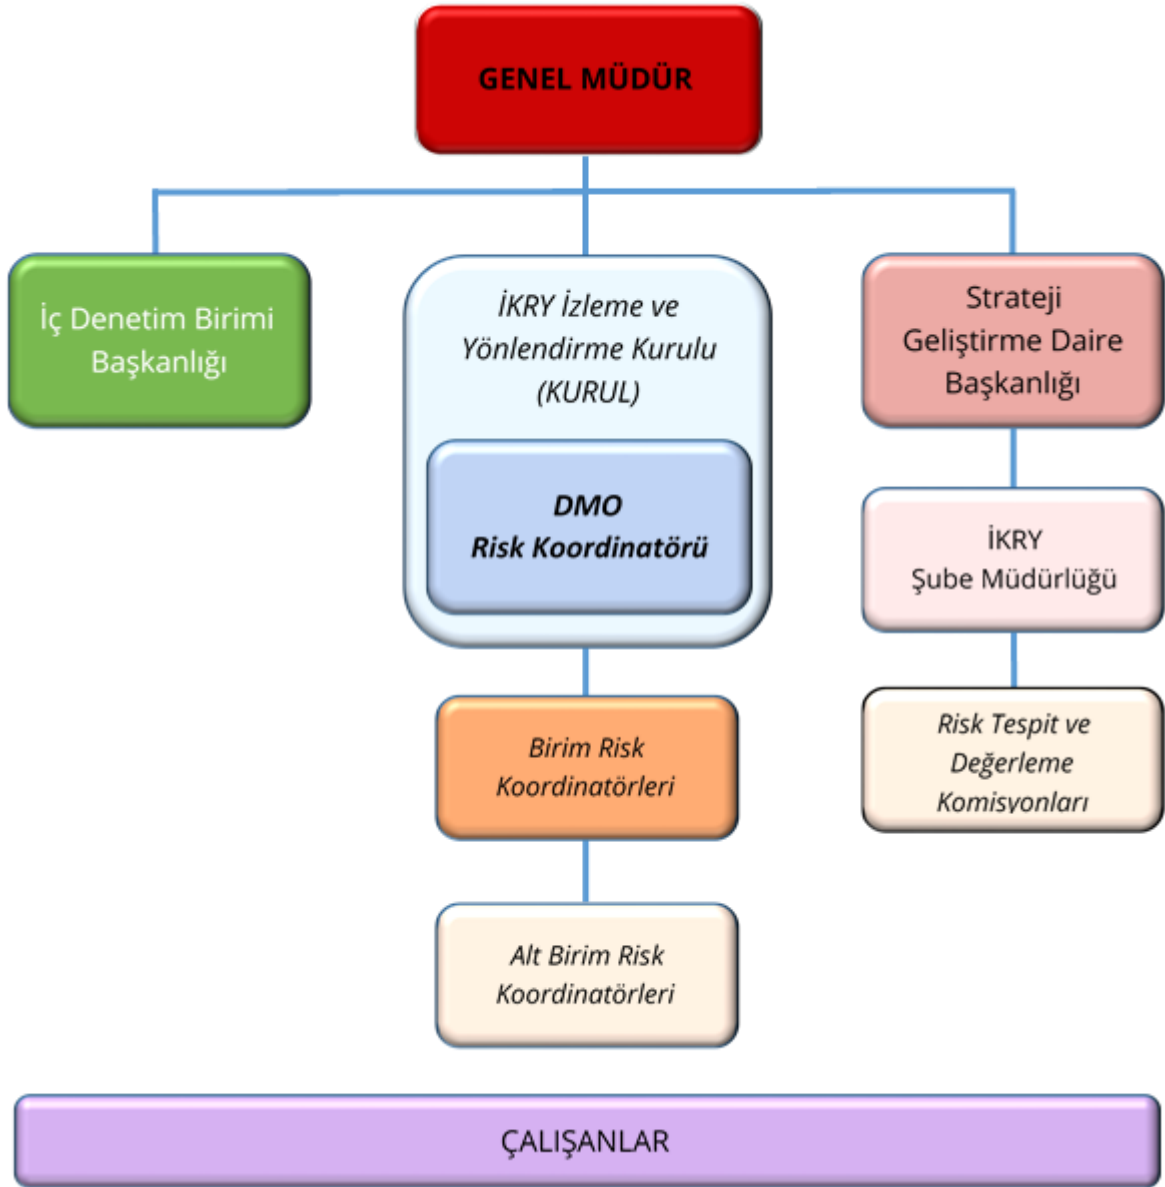 GENEL MÜDÜR
İç Denetim Birimi
Başkanlığı
İKRY İzleme ve
Yönlendirme Kurulu
(KURUL)
DMO
Risk Koordinatörü
Strateji
Geliştirme Daire
Başkanlığı
İKRY
Şube Müdürlüğü
Birim Risk
Koordinatörleri
Risk Tespit ve
Değerleme
Komisyonları
Alt Birim Risk
Koordinatörleri
ÇALIŞANLAR